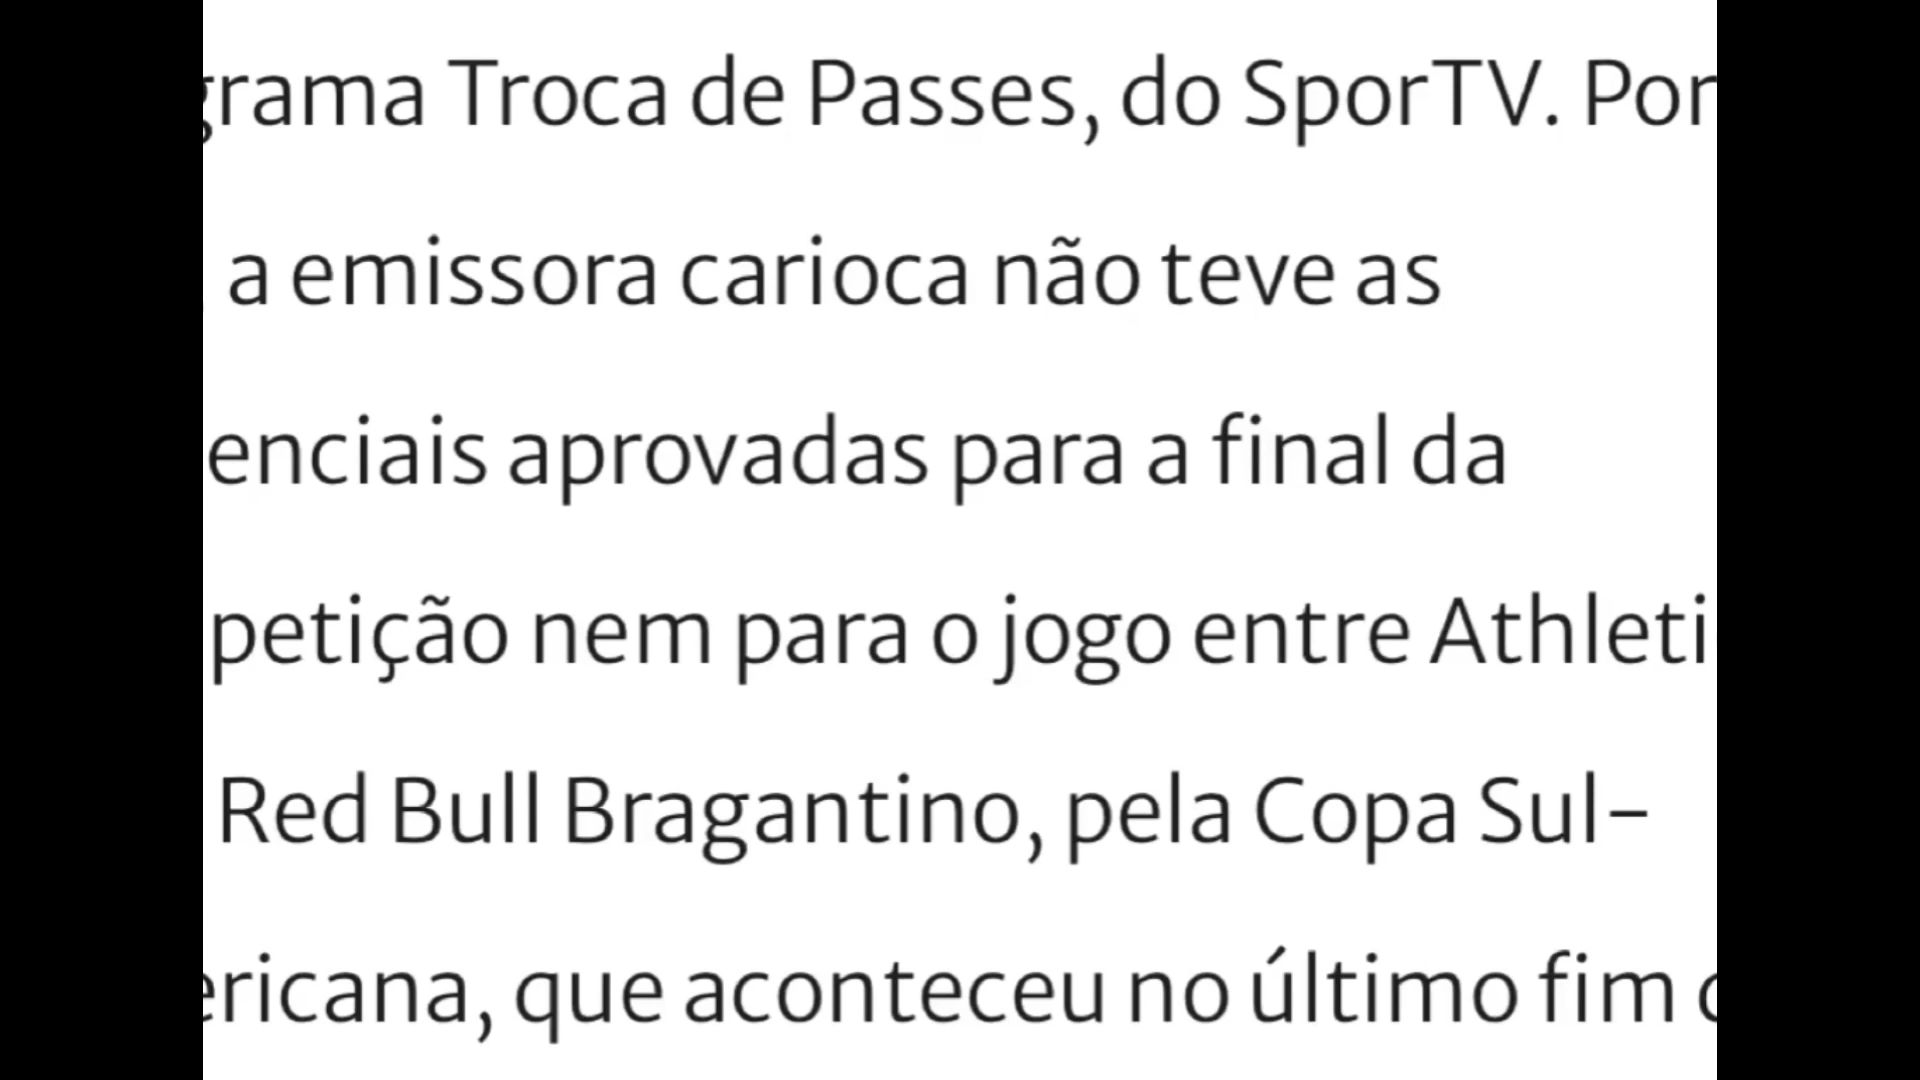 grama Troca de Passes, do SporTV. Por
a emissora carioca não teve as
enciais aprovadas para a final da
petição nem para o jogo entre Athleti
Red Bull Bragantino, pela Copa Sul-
ericana, que aconteceu no último fim